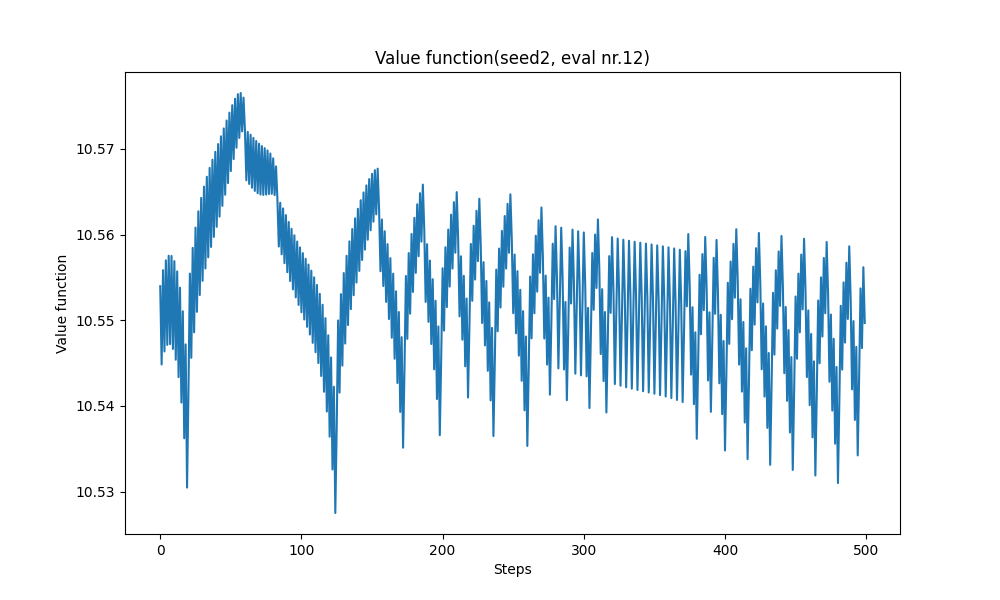 Value function(seed2, eval nr.12)
10.57
10.56
10.55
10.54
10.53
Value function
0 100 200 300 400 500
Steps